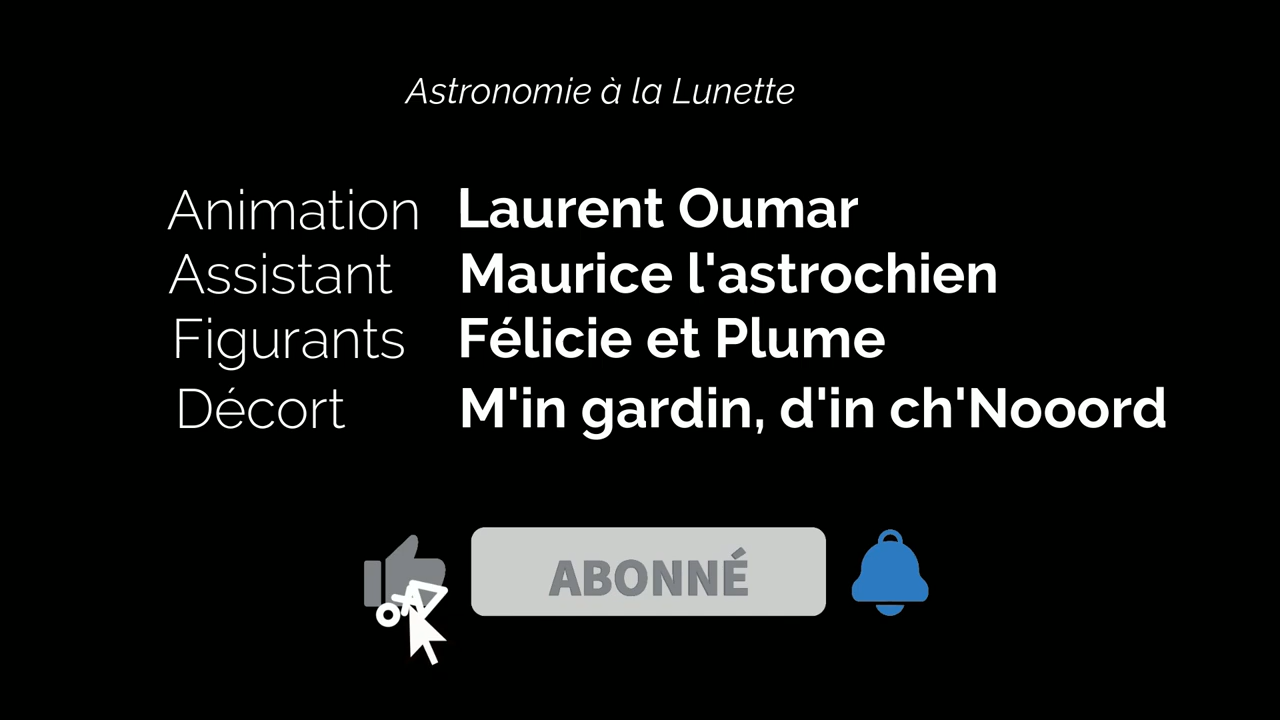 Astronomie à la Lunette
Animation Laurent Oumar
Assistant Maurice l'astrochien
Figurants Félicie et Plume
Décort M'in gardin, d'in ch'Nooord
ABONNÉ